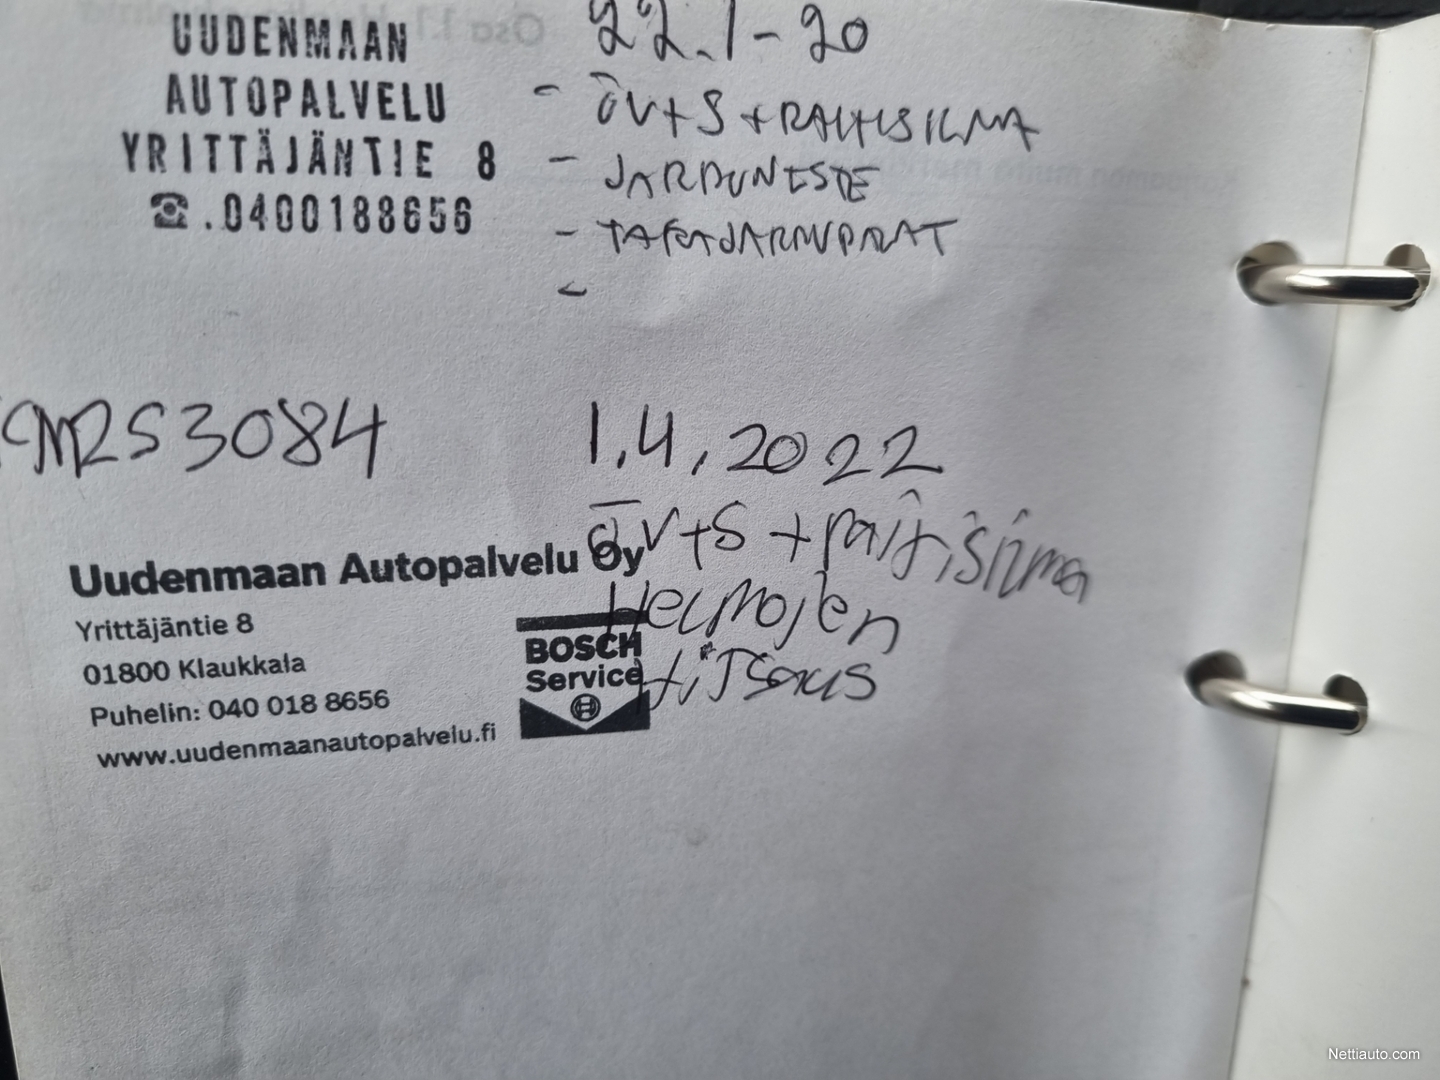 UUDENMAAN
AUTOPALVELU
YRITTÄJÄNTIE 8
☎.0400188656
22.1-20
- ÖV+S+RAITISILMA
- JARRUNESTE
- TAKAJARRUPALAT
-
53084
1.4.2022
Uudenmaan Autopalvelu Oy
Yrittäjäntie 8
01800 Klaukkala
Puhelin: 040 018 8656
www.uudenmaanautopalvelu.fi
BOSCH
Service
öV+S+raitisilma
Helmojen
Hitsaus
Nettiauto.com